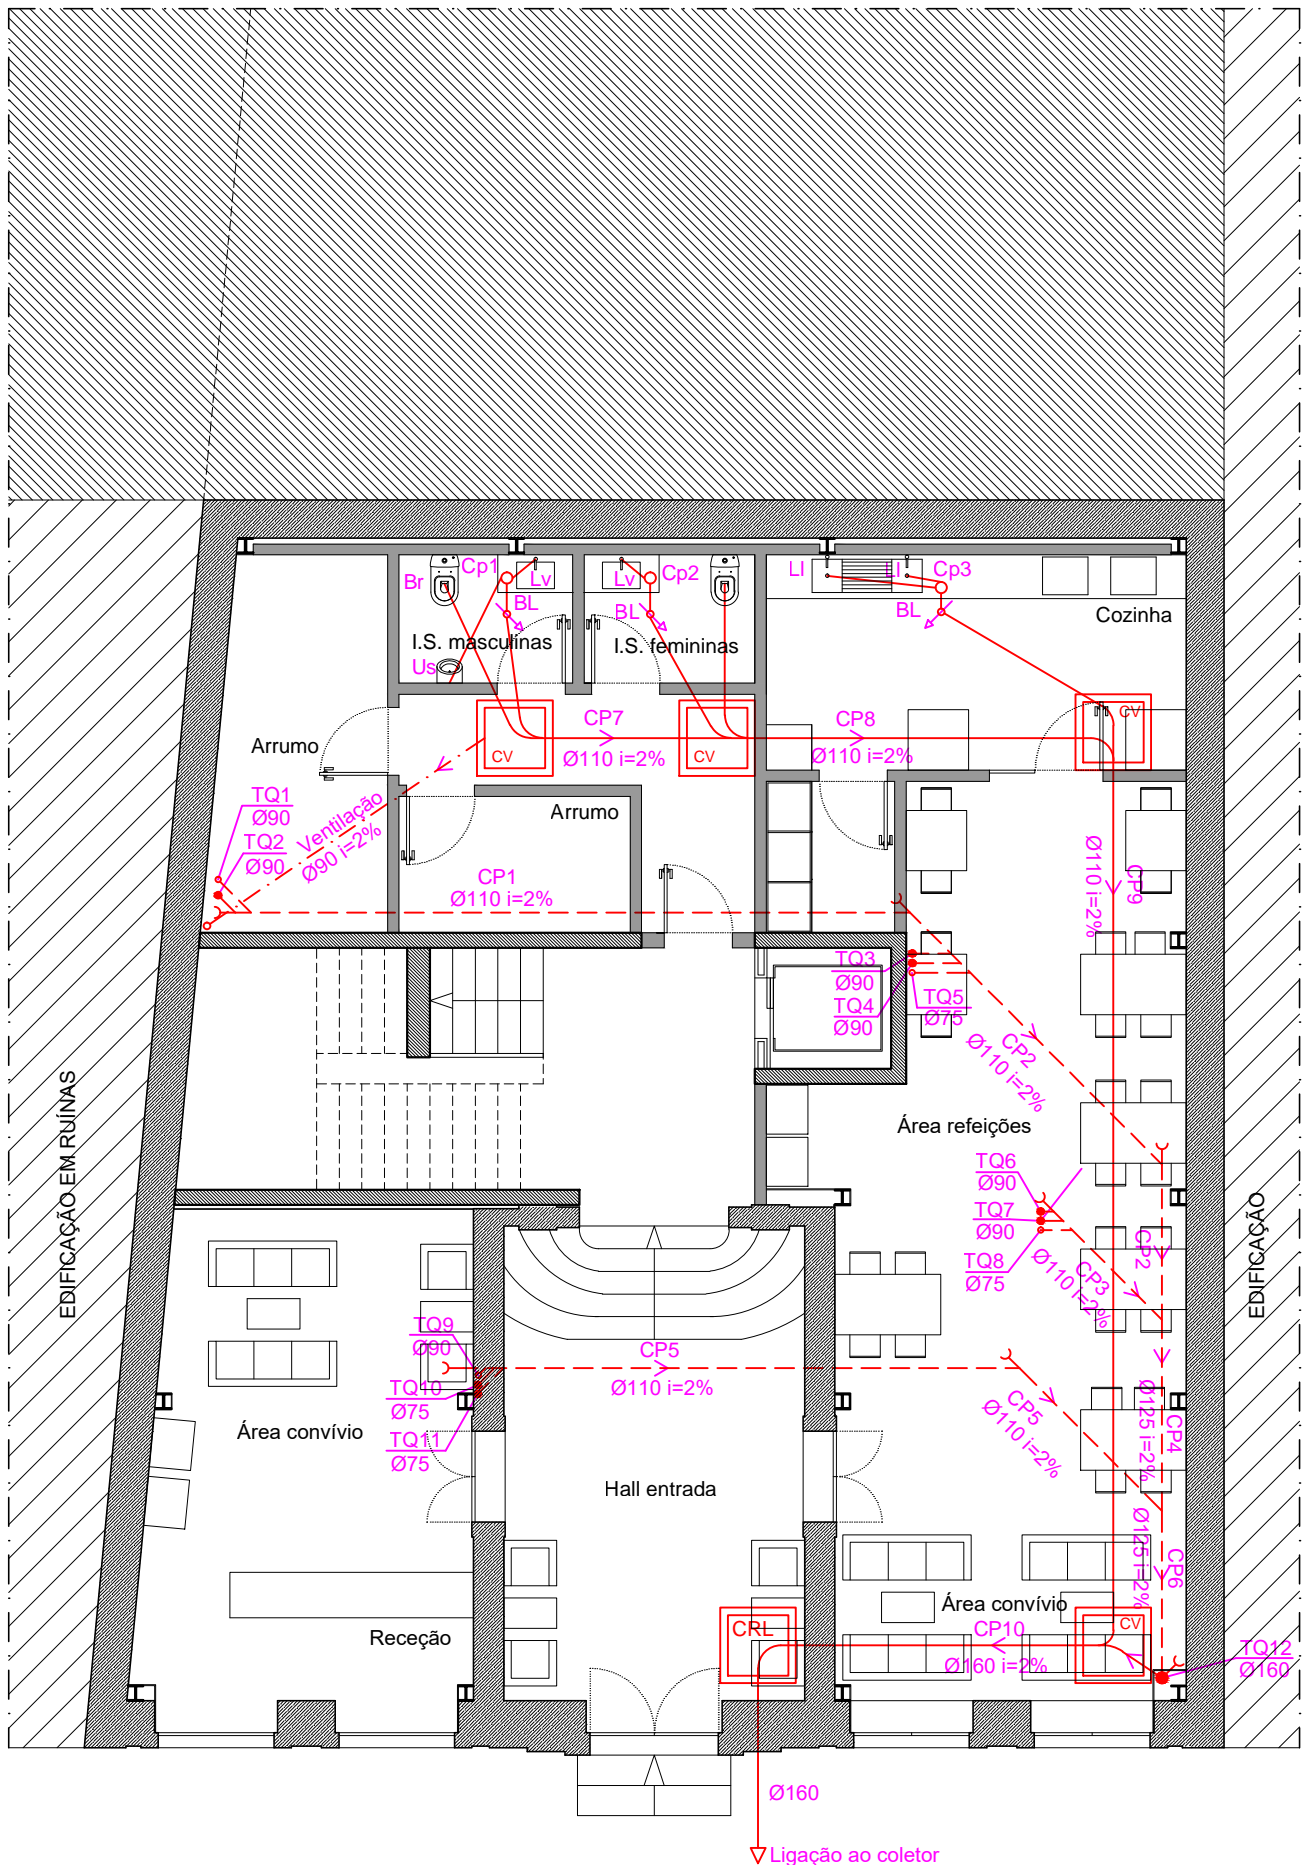 Br
Cp1
Lv
Lv
Cp2
Ll
Ll
Cp3
BL
BL
BL
Cozinha
I.S. masculinas
I.S. femininas
Us
CV
CV
CV
CP7
Ø110 i=2%
CP8
Ø110 i=2%
Arrumo
Arrumo
TQ1
Ø90
TQ2
Ø90
Ventilação
Ø90 i=2%
CP1
Ø110 i=2%
CP9
Ø110 i=2%
TQ3
Ø90
TQ4
Ø90
TQ5
Ø75
CP2
Ø110 i=2%
Área refeições
EDIFICAÇÃO EM RUÍNAS
EDIFICAÇÃO
TQ6
Ø90
TQ7
Ø90
TQ8
Ø75
CP2
CP3
Ø110 i=2%
TQ9
Ø90
TQ10
Ø75
TQ11
Ø75
CP5
Ø110 i=2%
CP5
Ø110 i=2%
CP4
Ø125 i=2%
Área convívio
Hall entrada
CP6
Ø125 i=2%
Área convívio
Receção
CRL
CP10
Ø160 i=2%
CV
TQ12
Ø160
Ø160
Ligação ao coletor